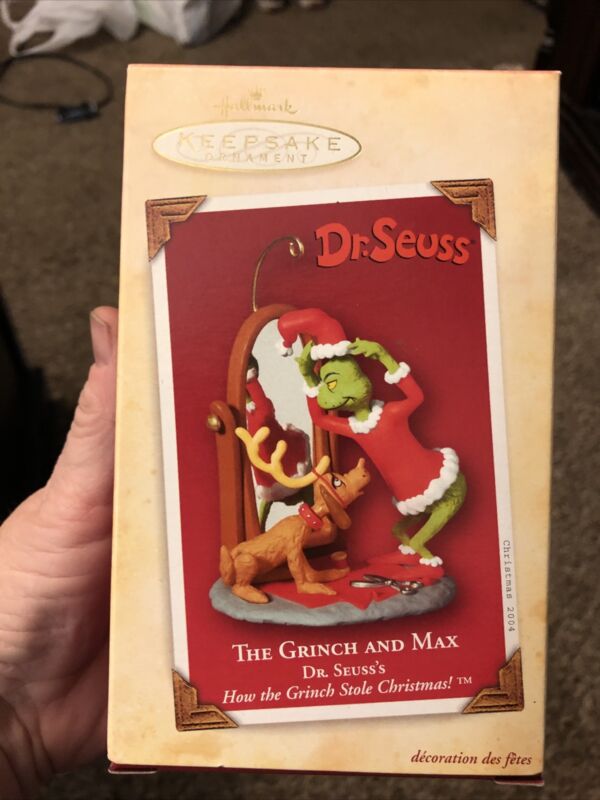 Hallmark
KEEPSAKE
ORNAMENT
Dr. Seuss
Christmas 2004
THE GRINCH AND MAX
DR. SEUSS'S
How the Grinch Stole Christmas! ™
décoration des fêtes